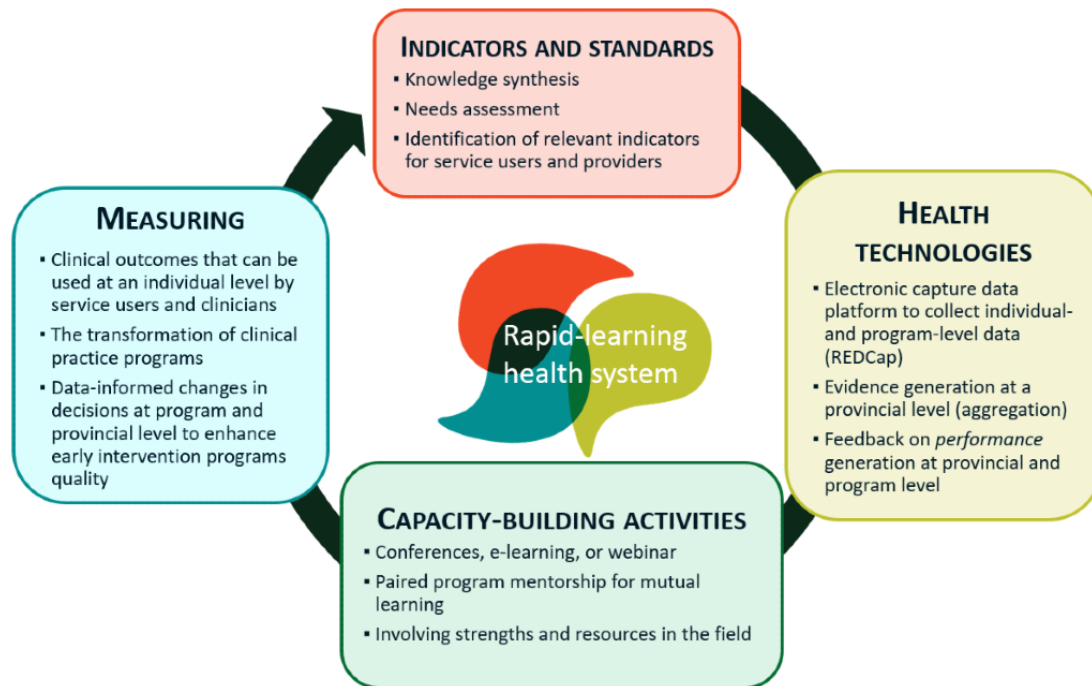 INDICATORS AND STANDARDS
▪ Knowledge synthesis
▪ Needs assessment
▪ Identification of relevant indicators
for service users and providers
HEALTH
TECHNOLOGIES
▪ Electronic capture data
platform to collect individual-
and program-level data
(REDCap)
▪ Evidence generation at a
provincial level (aggregation)
▪ Feedback on performance
generation at provincial and
program level
CAPACITY-BUILDING ACTIVITIES
▪ Conferences, e-learning, or webinar
▪ Paired program mentorship for mutual
learning
▪ Involving strengths and resources in the field
MEASURING
▪ Clinical outcomes that can be
used at an individual level by
service users and clinicians
▪ The transformation of clinical
practice programs
▪ Data-informed changes in
decisions at program and
provincial level to enhance
early intervention programs
quality
Rapid-learning
health system